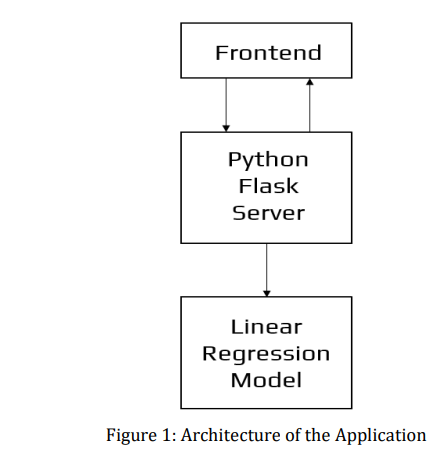 Frontend
Python
Flask
Server
Linear
Regression
Model
Figure 1: Architecture of the Application